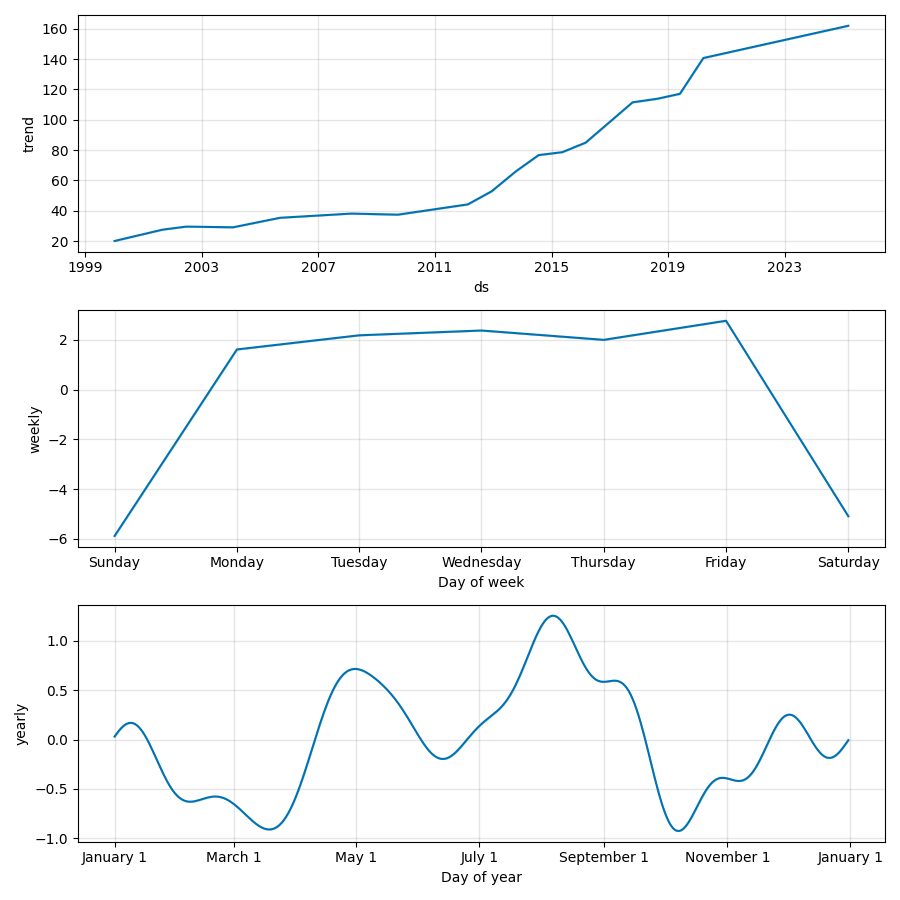 160
140
120
100
80
60
40
20
trend
1999 2003 2007 2011 2015 2019 2023
ds
2
0
−2
−4
−6
weekly
Sunday Monday Tuesday Wednesday Thursday Friday Saturday
Day of week
1.0
0.5
0.0
−0.5
−1.0
yearly
January 1 March 1 May 1 July 1 September 1 November 1 January 1
Day of year